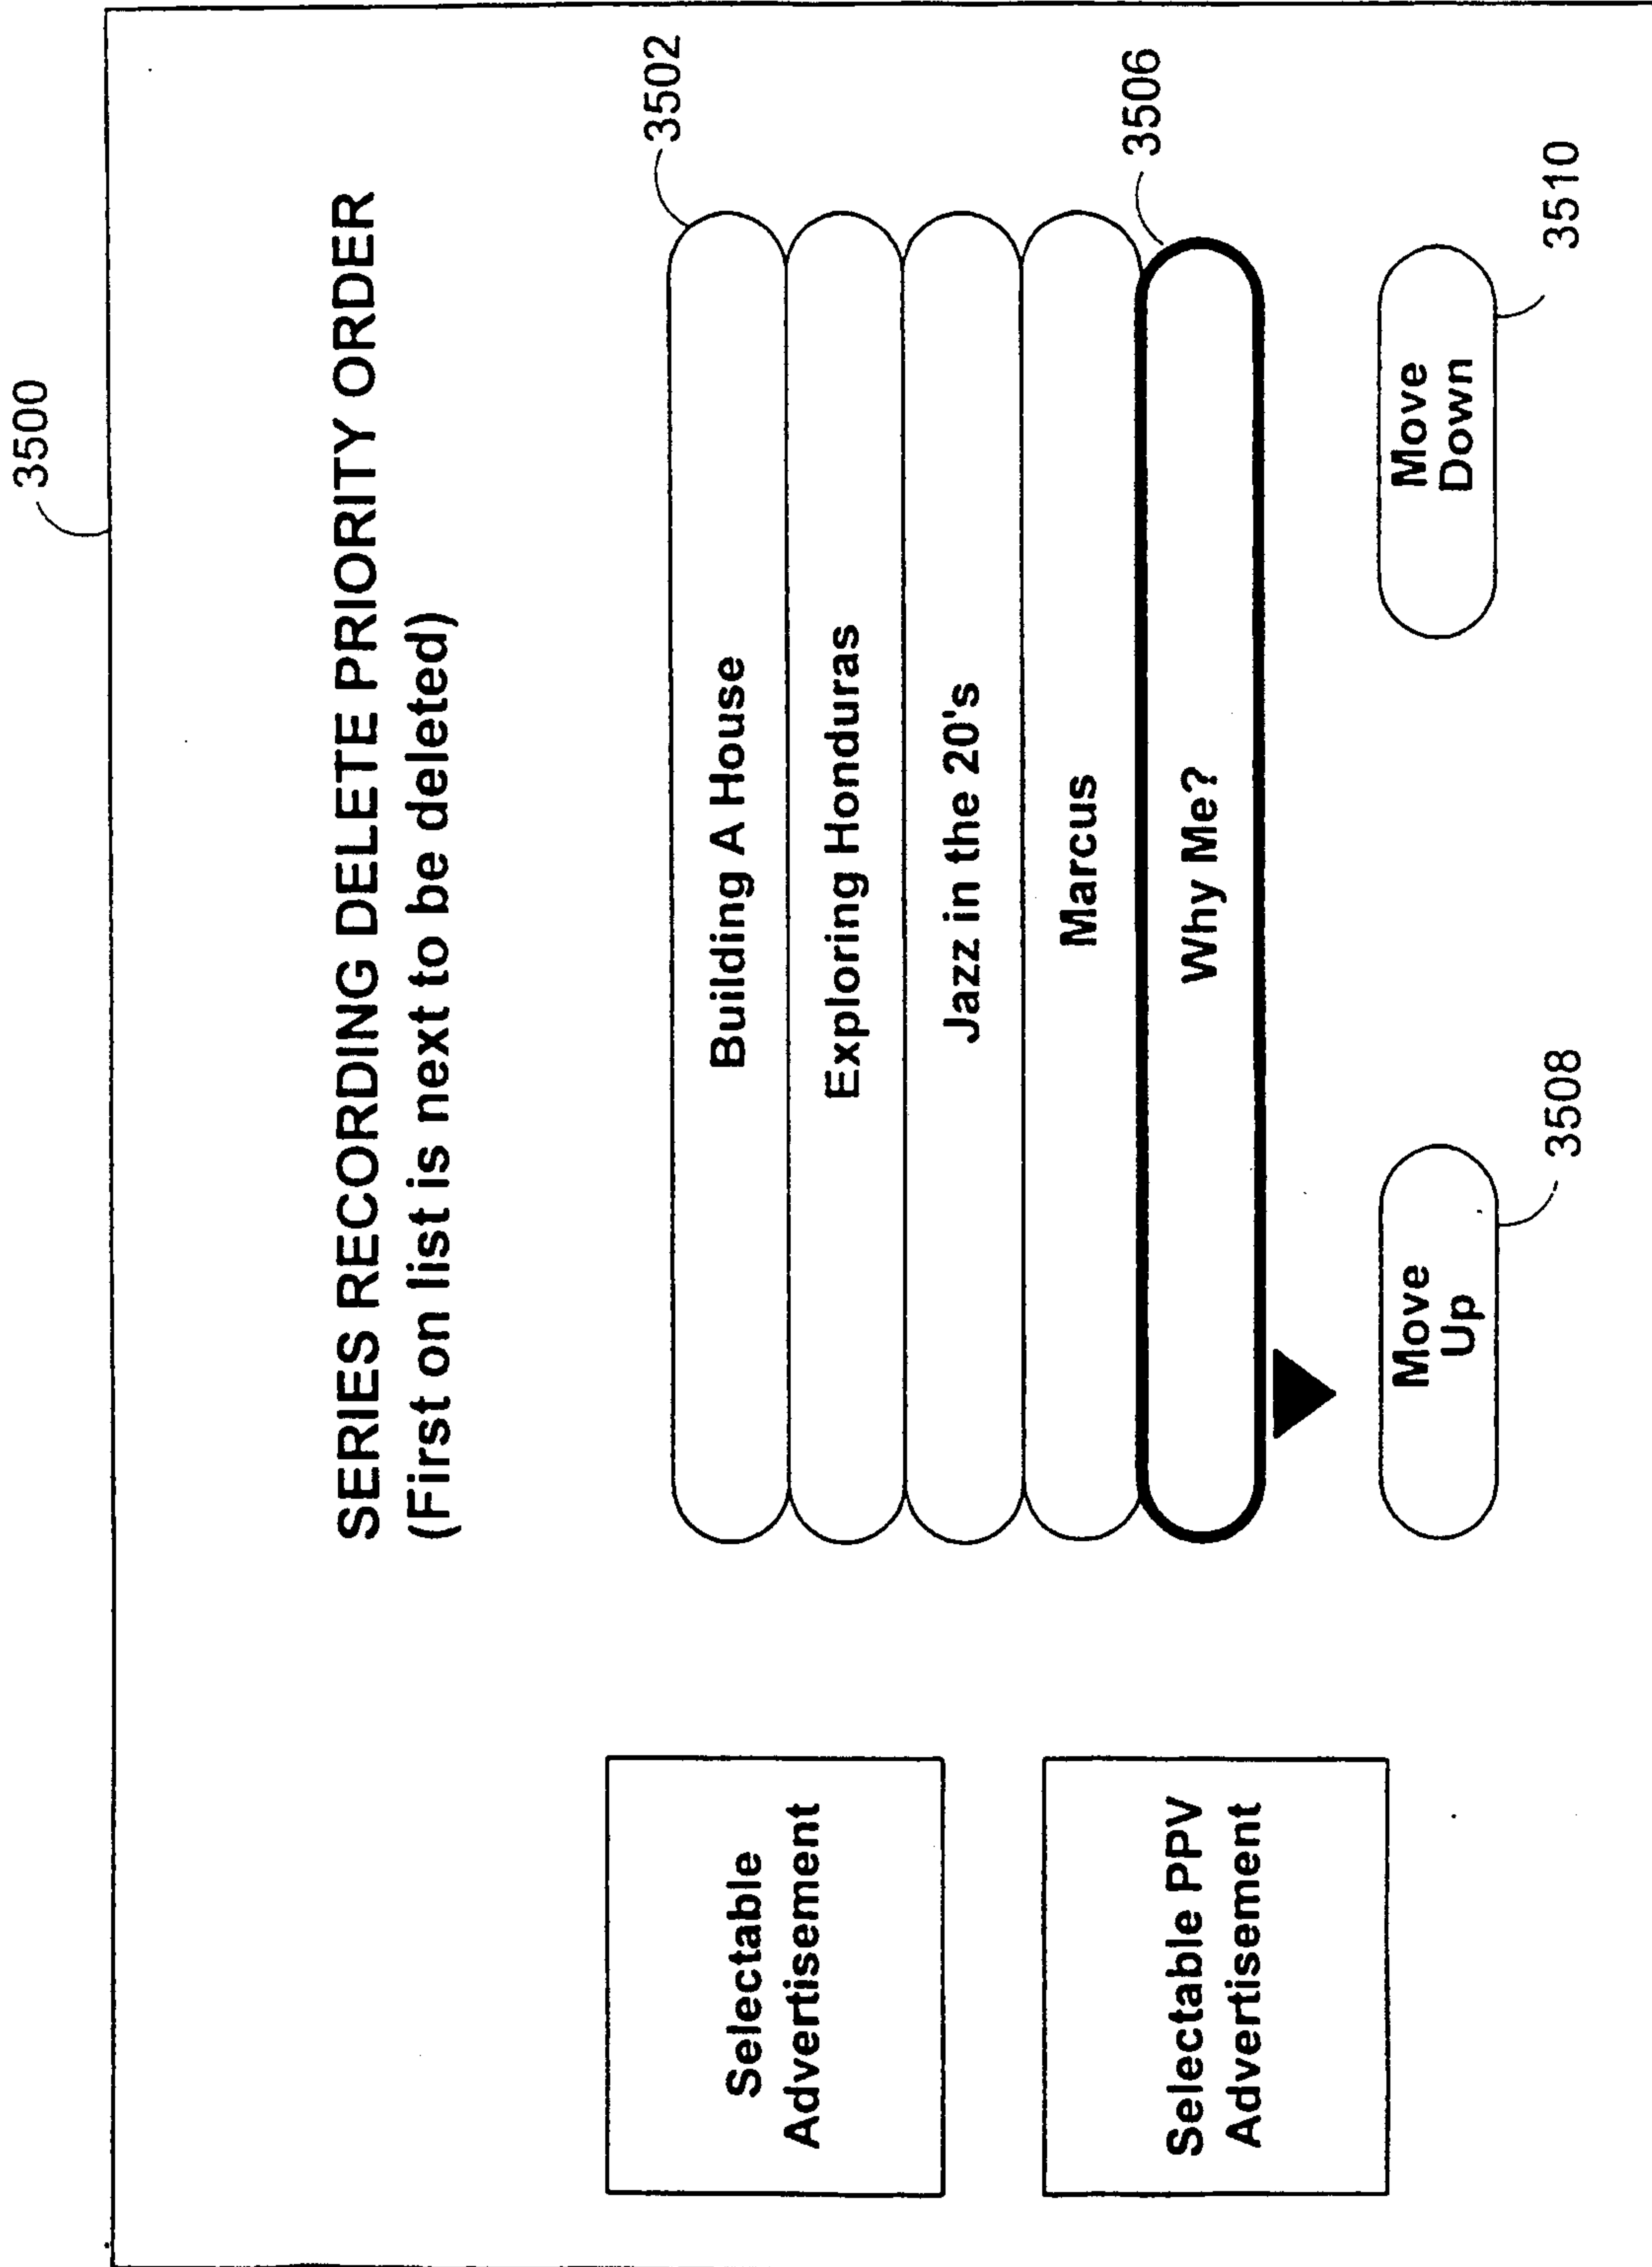 3500
SERIES RECORDING DELETE PRIORITY ORDER
(First on list is next to be deleted)
Selectable
Advertisement
Selectable PPV
Advertisement
3502
Building A House
Exploring Honduras
Jazz in the 20's
Marcus
3506
Why Me?
Move
Up
3508
Move
Down
3510